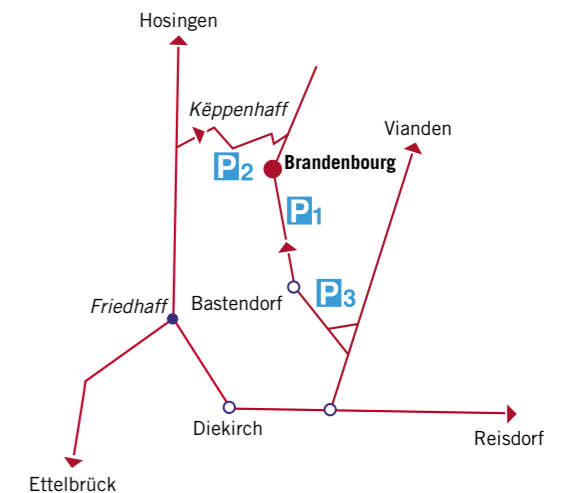 Hosingen
Këppenhaff
Vianden
P2
Brandenbourg
P1
P3
Friedhaff
Bastendorf
Diekirch
Reisdorf
Ettelbrück